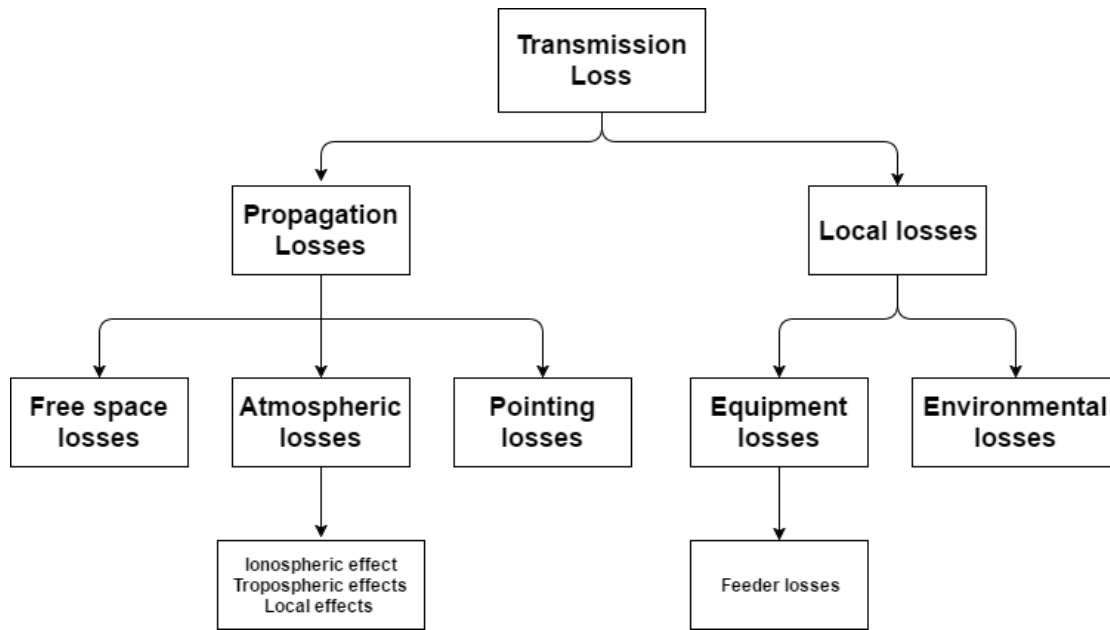 Transmission
Loss
Propagation
Losses
Local losses
Free space
losses
Atmospheric
losses
Pointing
losses
Equipment
losses
Environmental
losses
Ionospheric effect
Tropospheric effects
Local effects
Feeder losses